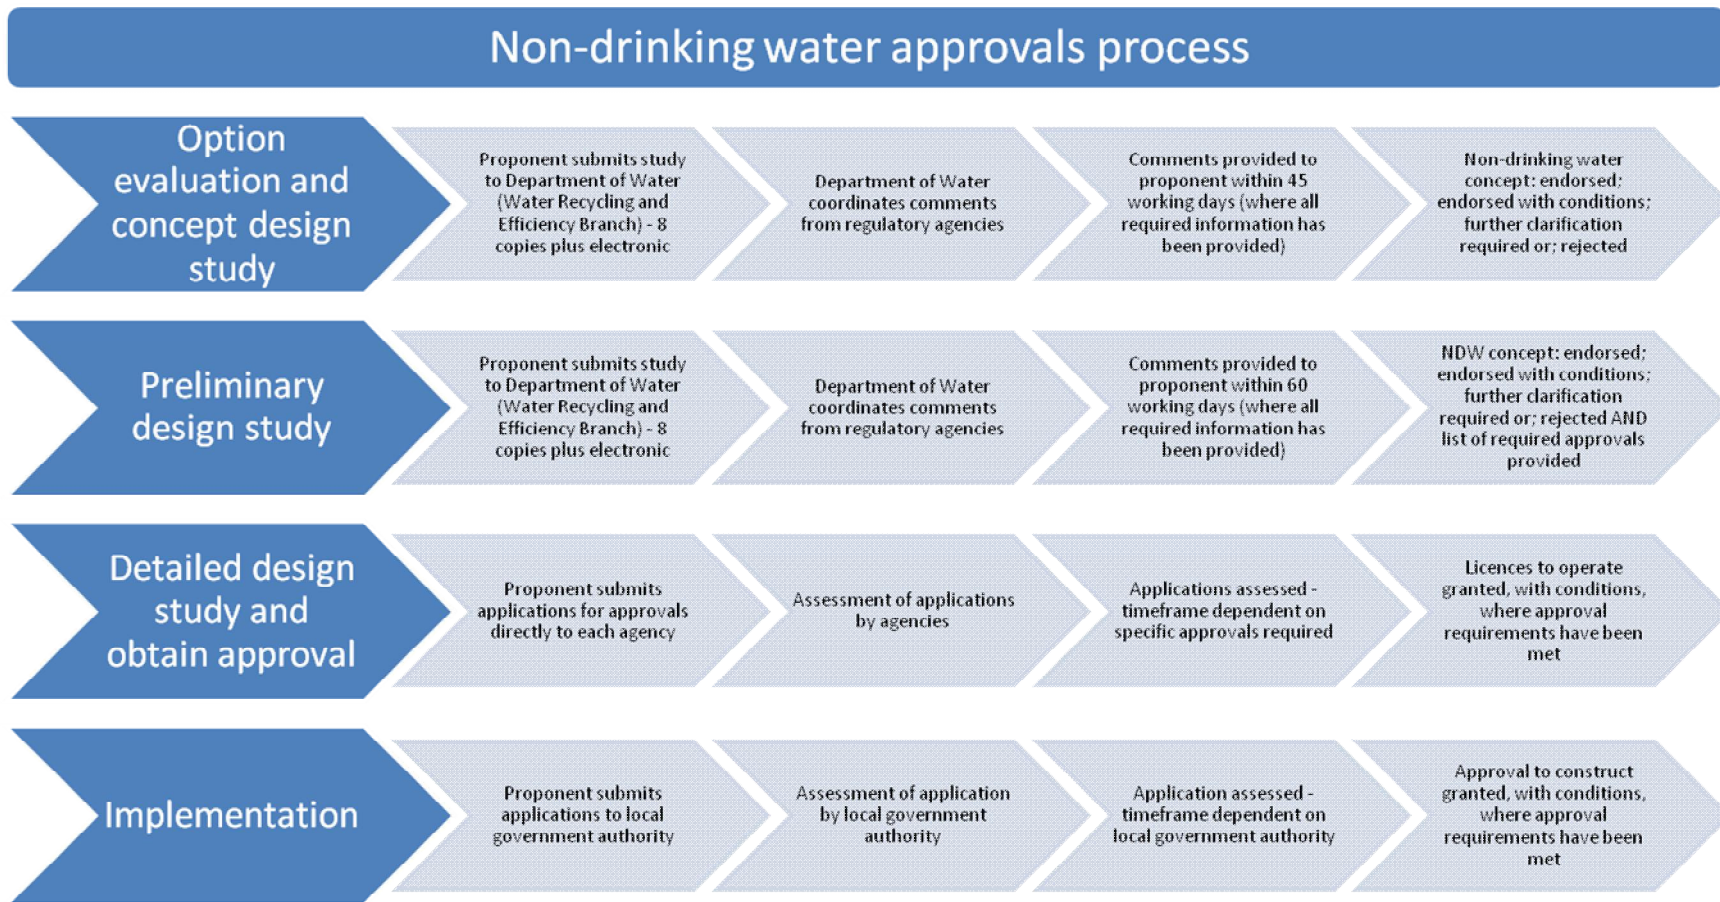 Non-drinking water approvals process
Option
evaluation and
concept design
study
Proponent submits study
to Department of Water
(Water Recycling and
Efficiency Branch) - 8
copies plus electronic
Department of Water
coordinates comments
from regulatory agencies
Comments provided to
proponent within 45
working days (where all
required information has
been provided)
Non-drinking water
concept: endorsed;
endorsed with conditions;
further clarification
required or; rejected
Preliminary
design study
Proponent submits study
to Department of Water
(Water Recycling and
Efficiency Branch) - 8
copies plus electronic
Department of Water
coordinates comments
from regulatory agencies
Comments provided to
proponent within 60
working days (where all
required information has
been provided)
NDW concept: endorsed;
endorsed with conditions;
further clarification
required or; rejected AND
list of required approvals
provided
Detailed design
study and
obtain approval
Proponent submits
applications for approvals
directly to each agency
Assessment of applications
by agencies
Applications assessed -
timeframe dependent on
specific approvals required
Licences to operate
granted, with conditions,
where approval
requirements have been
met
Implementation
Proponent submits
applications to local
government authority
Assessment of application
by local government
authority
Application assessed -
timeframe dependent on
local government authority
Approval to construct
granted, with conditions,
where approval
requirements have been
met